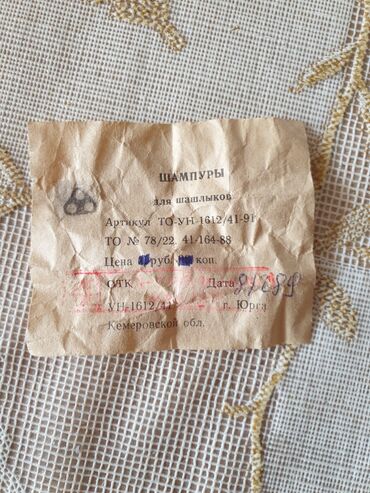 ШАМПУРЫ
для шашлыков
Артикул ТО-УН-1612/41-91
ТО № 78/22. 41-164-88
Цена руб. коп.
ОТК Дата
УН-1612/41 г. Юрга
Кемеровской обл.